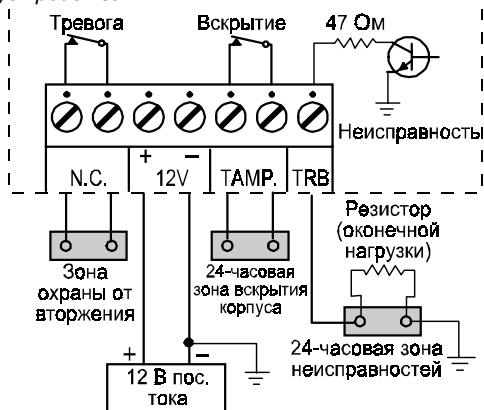 Тревога
Вскрытие
47 Ом
Неисправность
+ −
N.C.
12V
TAMP.
TRB
Зона
охраны от
вторжения
24-часовая
зона вскрытия
корпуса
Резистор
(оконечной
нагрузки)
24-часовая зона
неисправностей
+ −
12 В пос.
тока